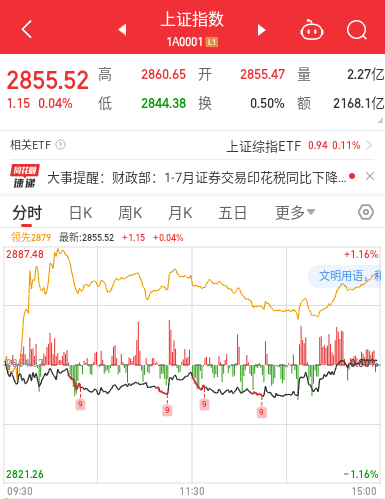 上证指数
1A0001 L1
2855.52 高 2860.65 开 2855.47 量 2.27亿
1.15 0.04% 低 2844.38 换 0.50% 额 2168.1亿
相关ETF ? 上证综指ETF 0.94 0.11%
同花顺速递 大事提醒：财政部：1-7月证券交易印花税同比下降...
分时 日K 周K 月K 五日 更多
领先2879 最新:2855.52 +1.15 +0.04%
2887.48 +1.16%
文明用语，和
9 9 9 9
2821.26 -1.16%
09:30 11:30 15:00